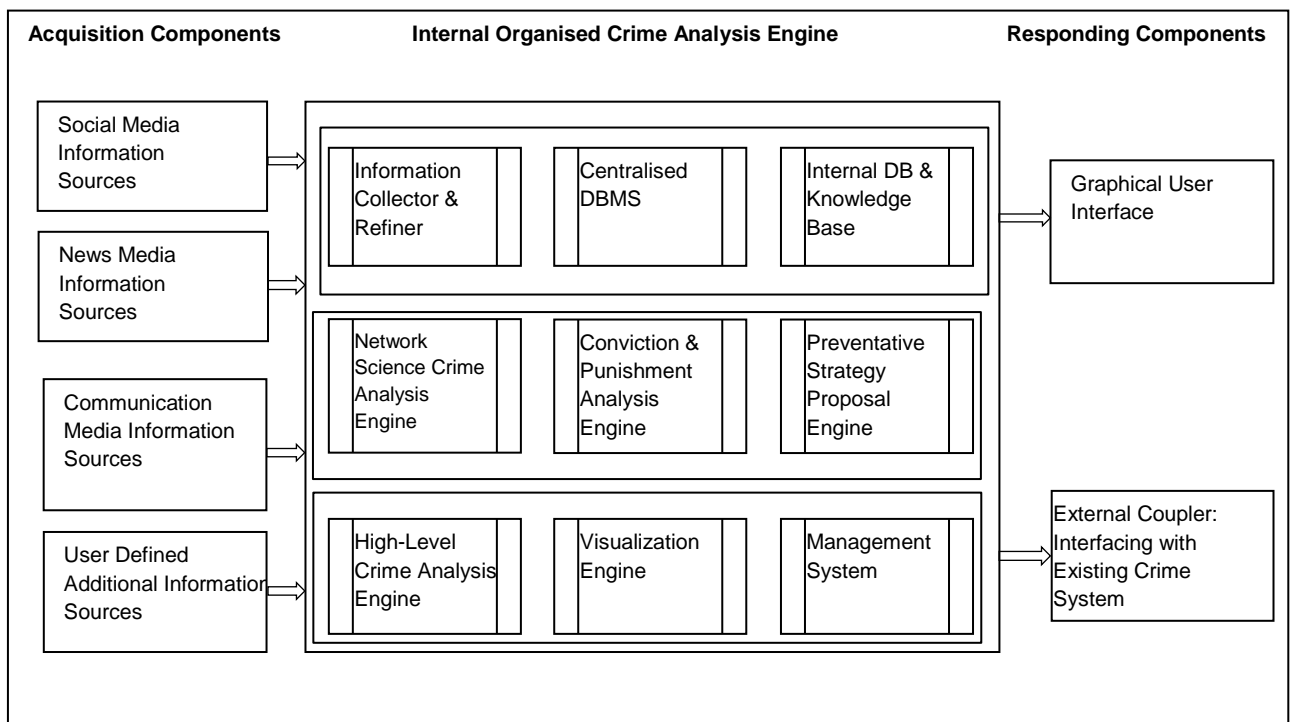 Acquisition Components
Internal Organised Crime Analysis Engine
Responding Components
Social Media
Information
Sources
News Media
Information
Sources
Communication
Media Information
Sources
User Defined
Additional Information
Sources
Information
Collector &
Refiner
Centralised
DBMS
Internal DB &
Knowledge
Base
Network
Science Crime
Analysis
Engine
Conviction &
Punishment
Analysis
Engine
Preventative
Strategy
Proposal
Engine
High-Level
Crime Analysis
Engine
Visualization
Engine
Management
System
Graphical User
Interface
External Coupler:
Interfacing with
Existing Crime
System